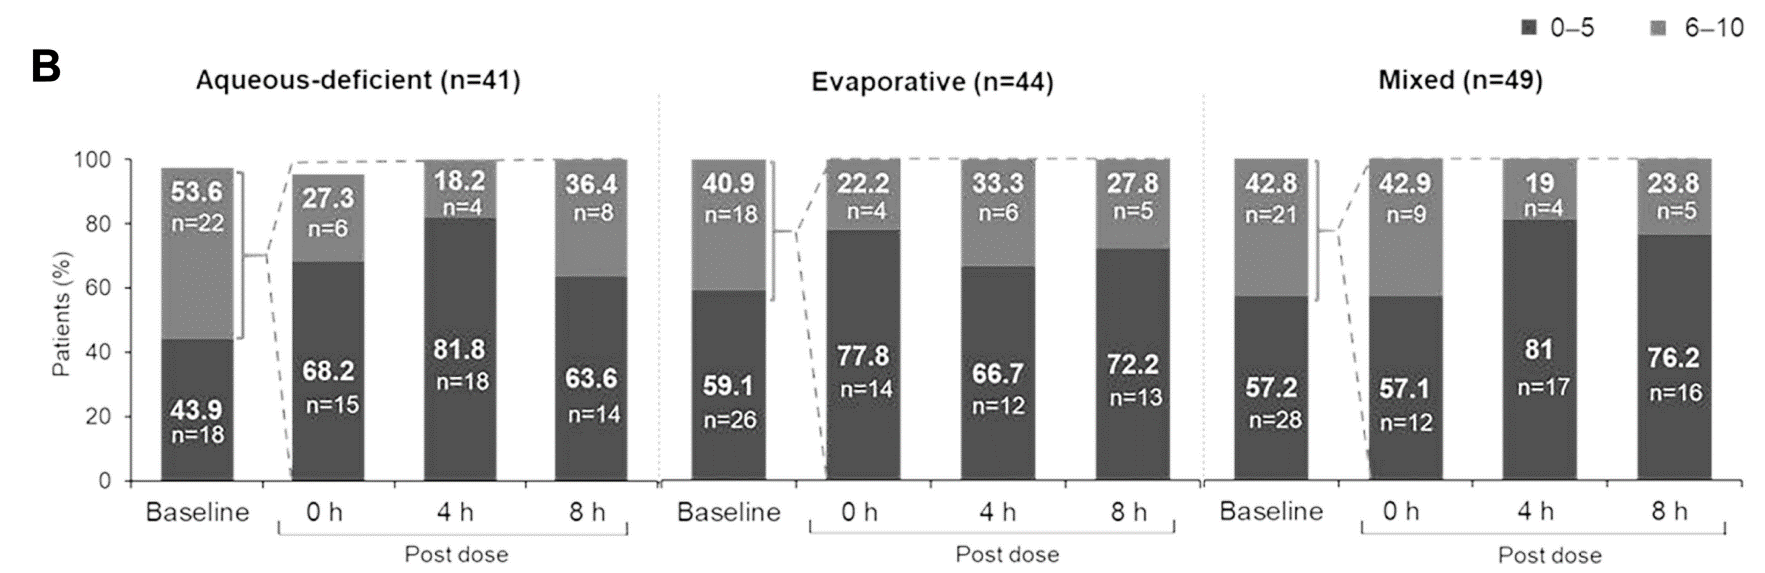 0–5 6–10
B
Aqueous-deficient (n=41) Evaporative (n=44) Mixed (n=49)
Patients (%)
100
80
60
40
20
0
53.6
n=22
43.9
n=18
27.3
n=6
68.2
n=15
18.2
n=4
81.8
n=18
36.4
n=8
63.6
n=14
40.9
n=18
59.1
n=26
22.2
n=4
77.8
n=14
33.3
n=6
66.7
n=12
27.8
n=5
72.2
n=13
42.8
n=21
57.2
n=28
42.9
n=9
57.1
n=12
19
n=4
81
n=17
23.8
n=5
76.2
n=16
Baseline 0 h 4 h 8 h Baseline 0 h 4 h 8 h Baseline 0 h 4 h 8 h
Post dose Post dose Post dose